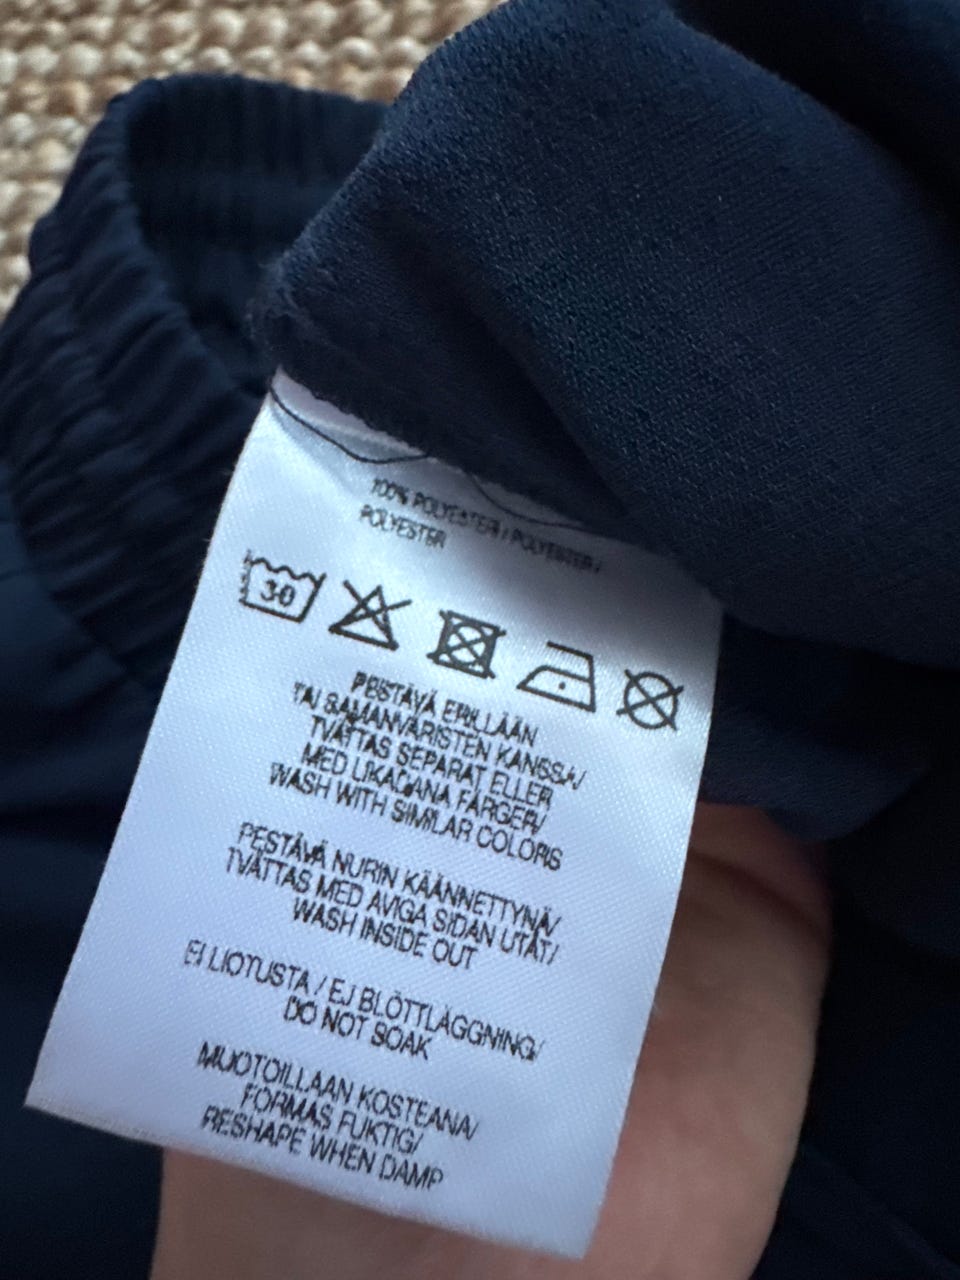 100% POLYESTERI / POLYESTER /
POLYESTER
30
PESTÄVÄ ERILLÄÄN
TAI SAMANVÄRISTEN KANSSA/
TVÄTTAS SEPARAT ELLER
MED LIKADANA FÄRGER/
WASH WITH SIMILAR COLORS
PESTÄVÄ NURIN KÄÄNNETTYNÄ/
TVÄTTAS MED AVIGA SIDAN UTÅT/
WASH INSIDE OUT
EI LIOTUSTA / EJ BLÖTTLÄGGNING/
DO NOT SOAK
MUOTOILLAAN KOSTEANA/
FORMAS FUKTIG/
RESHAPE WHEN DAMP